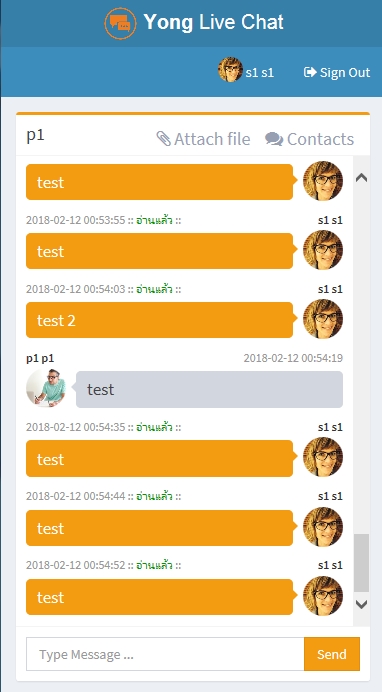 Yong Live Chat
s1 s1 Sign Out
p1 Attach file Contacts
test
2018-02-12 00:53:55 :: อ่านแล้ว :: s1 s1
test
2018-02-12 00:54:03 :: อ่านแล้ว :: s1 s1
test 2
p1 p1 2018-02-12 00:54:19
test
2018-02-12 00:54:35 :: อ่านแล้ว :: s1 s1
test
2018-02-12 00:54:44 :: อ่านแล้ว :: s1 s1
test
2018-02-12 00:54:52 :: อ่านแล้ว :: s1 s1
test
Type Message ... Send